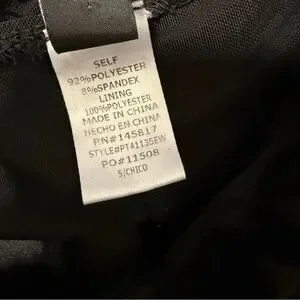 SELF
92%POLYESTER
8%SPANDEX
LINING
100%POLYESTER
MADE IN CHINA
HECHO EN CHINA
RN#145817
STYLE#PT41135EW
PO#11508
S/CHICO